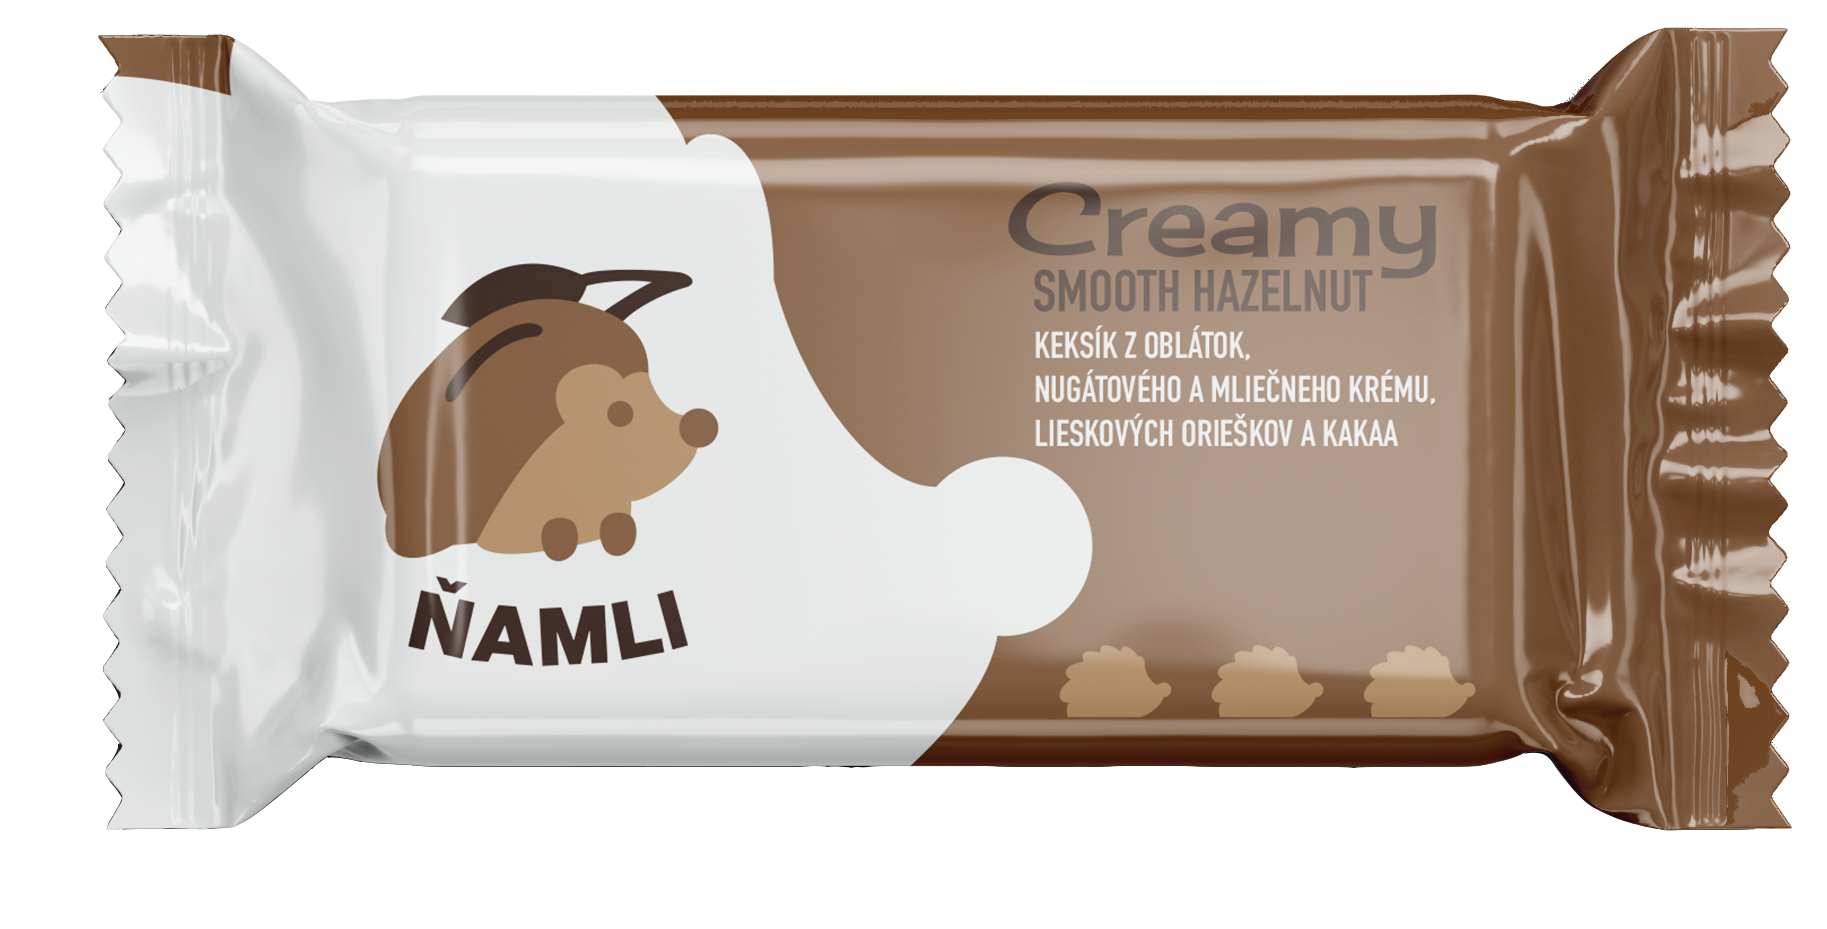 ŇAMLI
Creamy
SMOOTH HAZELNUT
KEKSÍK Z OBLÁTOK,
NUGÁTOVÉHO A MLIEČNEHO KRÉMU,
LIESKOVÝCH ORIEŠKOV A KAKAA